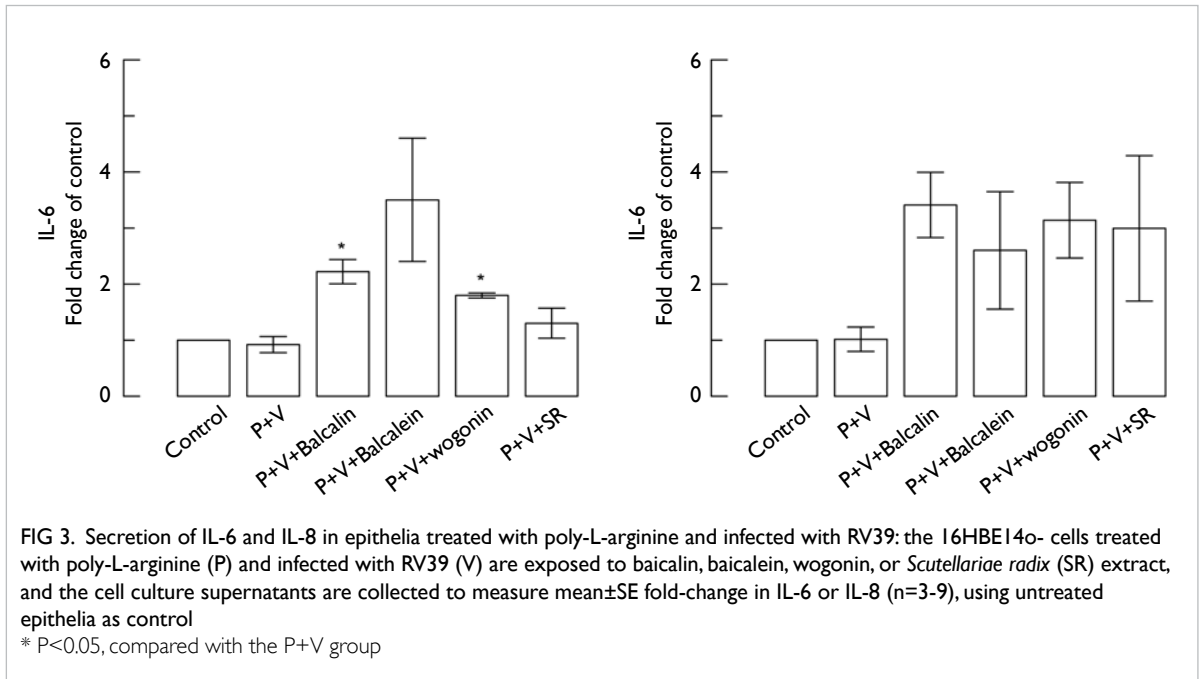 6
4
2
0
IL-6
Fold change of control
Control
P+V
P+V+Balcalin
P+V+Balcalein
P+V+wogonin
P+V+SR
*
*
6
4
2
0
IL-6
Fold change of control
Control
P+V
P+V+Balcalin
P+V+Balcalein
P+V+wogonin
P+V+SR
FIG 3. Secretion of IL-6 and IL-8 in epithelia treated with poly-L-arginine and infected with RV39: the 16HBE14o- cells treated
with poly-L-arginine (P) and infected with RV39 (V) are exposed to baicalin, baicalein, wogonin, or Scutellariae radix (SR) extract,
and the cell culture supernatants are collected to measure mean±SE fold-change in IL-6 or IL-8 (n=3-9), using untreated
epithelia as control
* P<0.05, compared with the P+V group